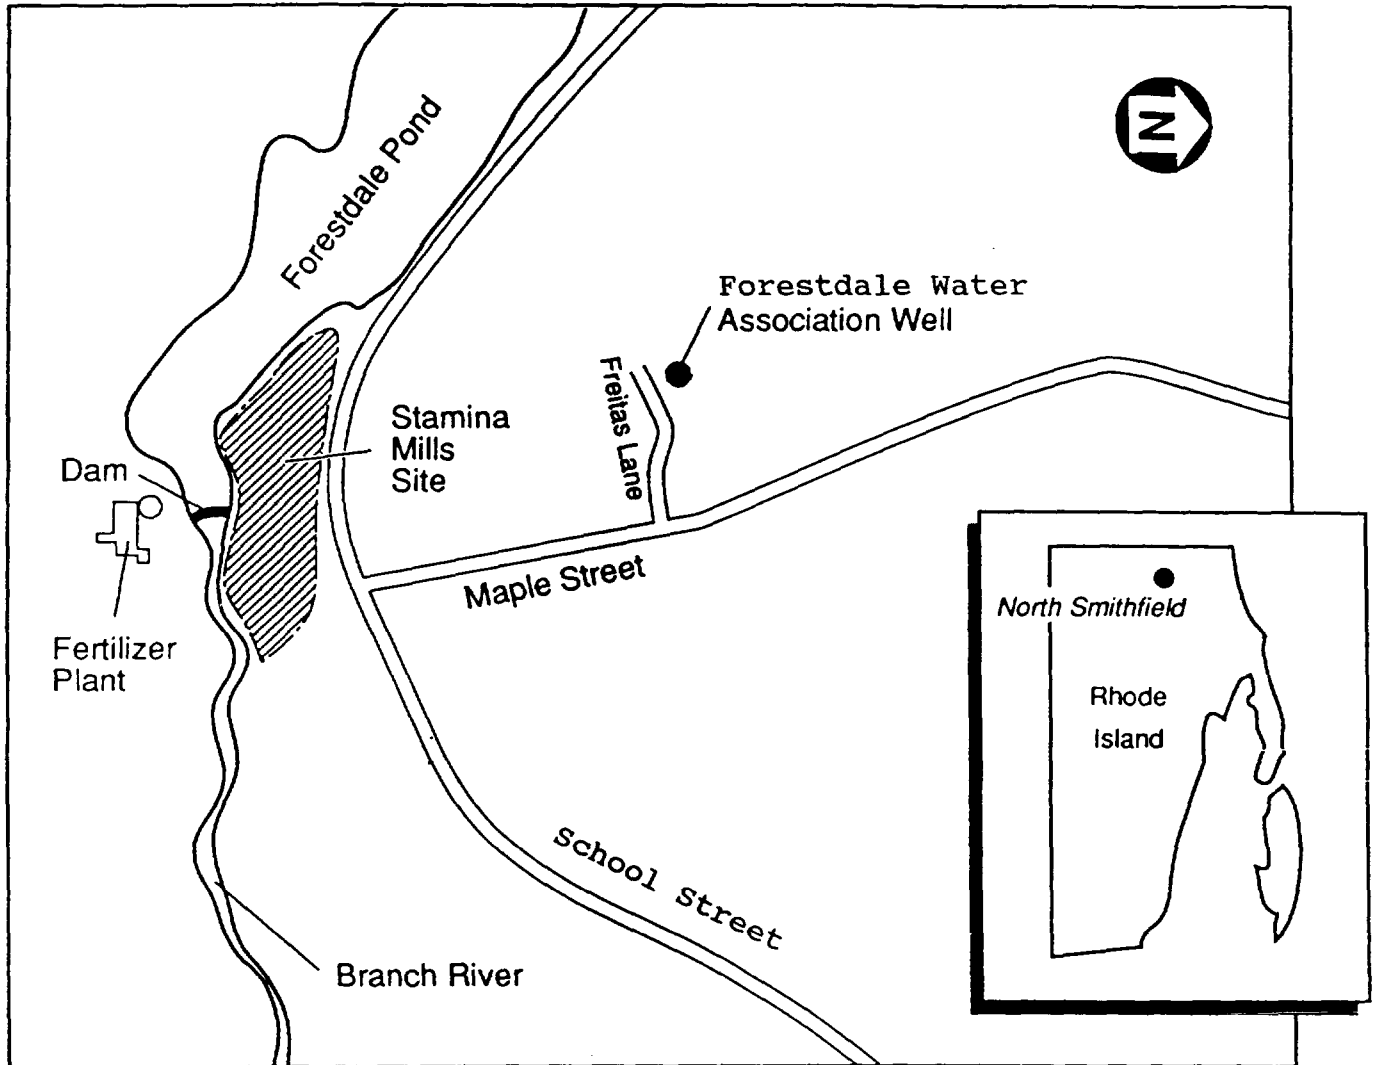 N
Forestdale Pond
Forestdale Water
Association Well
Freitas Lane
Stamina
Mills
Site
Dam
Maple Street
Fertilizer
Plant
North Smithfield
Rhode
Island
School Street
Branch River